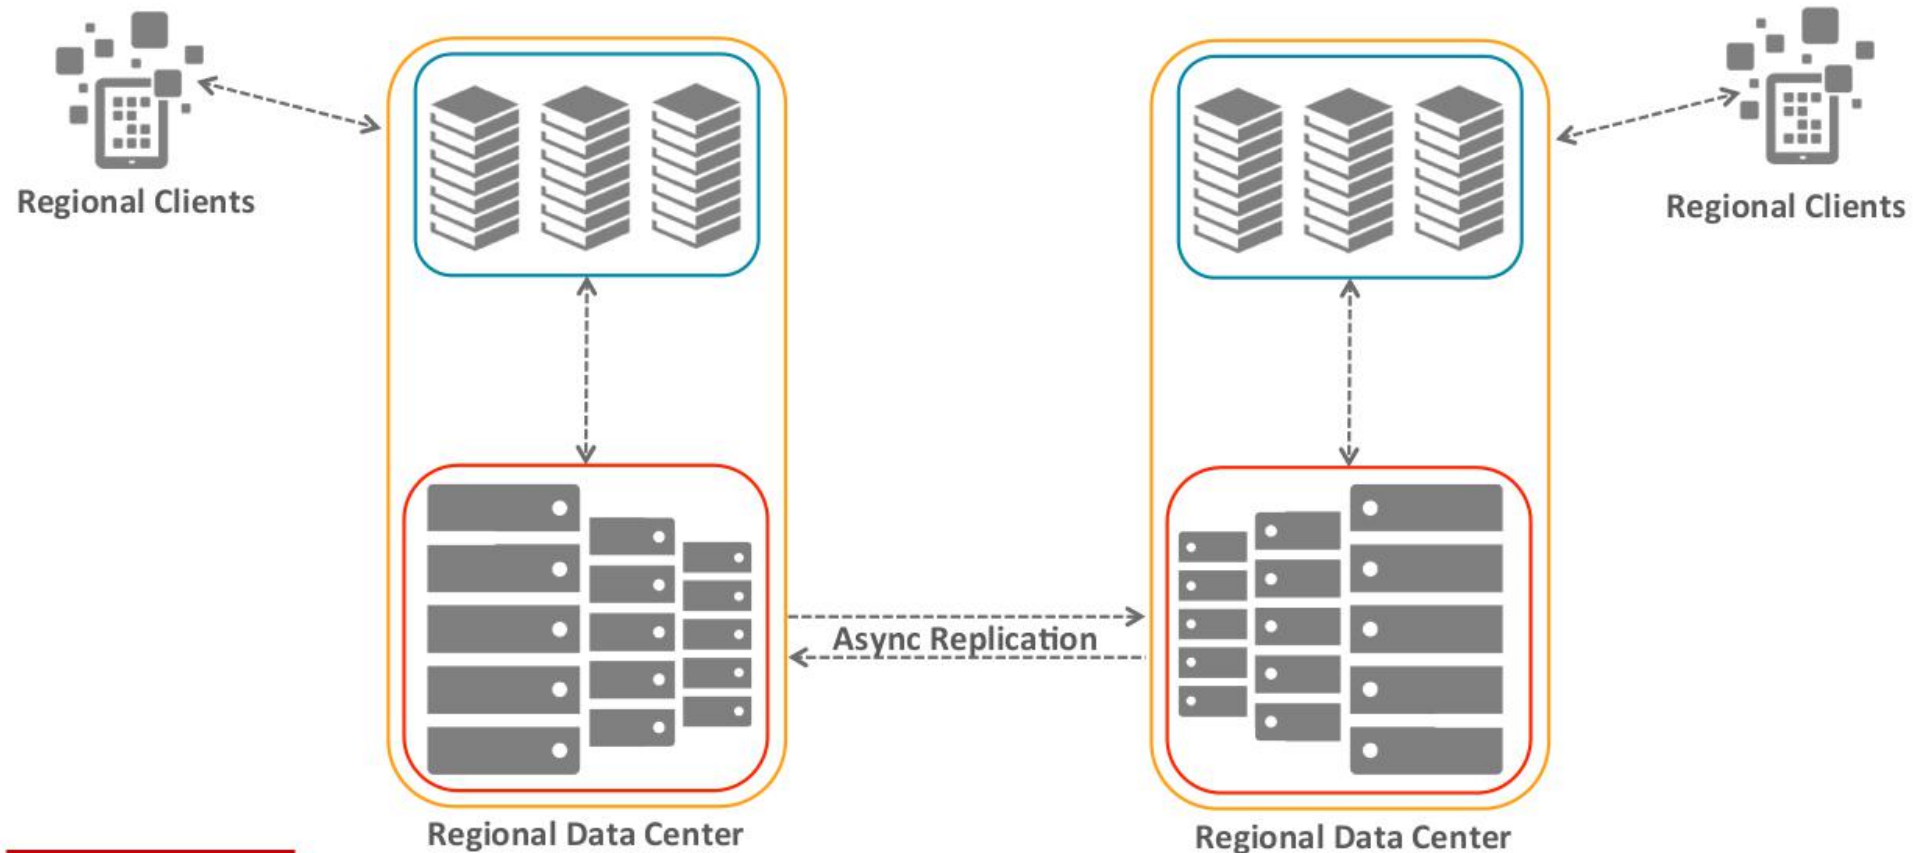 Regional Clients
Regional Clients
Async Replication
Regional Data Center
Regional Data Center